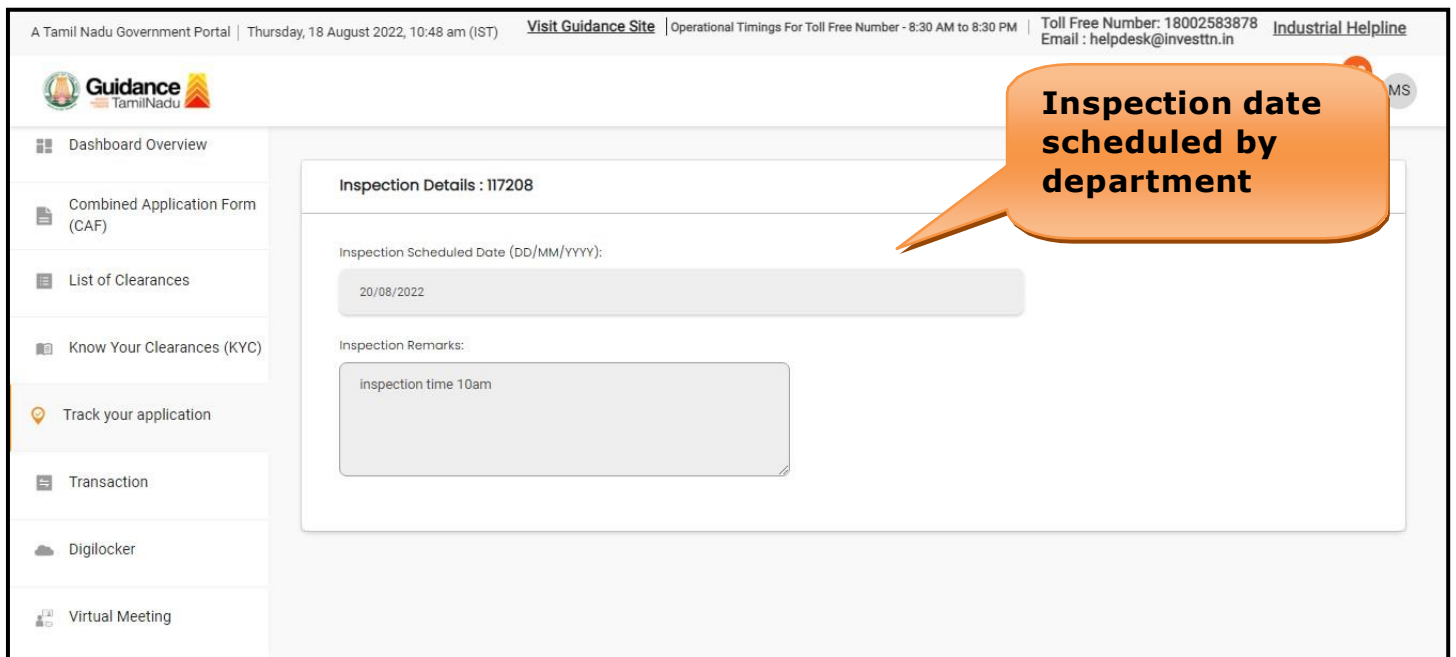 A Tamil Nadu Government Portal | Thursday, 18 August 2022, 10:48 am (IST)
Visit Guidance Site | Operational Timings For Toll Free Number - 8:30 AM to 8:30 PM |
Toll Free Number: 18002583878
Email : helpdesk@investtn.in
Industrial Helpline
Guidance
TamilNadu
MS
Inspection date
scheduled by
department
Dashboard Overview
Combined Application Form
(CAF)
List of Clearances
Know Your Clearances (KYC)
Track your application
Transaction
Digilocker
Virtual Meeting
Inspection Details : 117208
Inspection Scheduled Date (DD/MM/YYYY):
20/08/2022
Inspection Remarks:
inspection time 10am